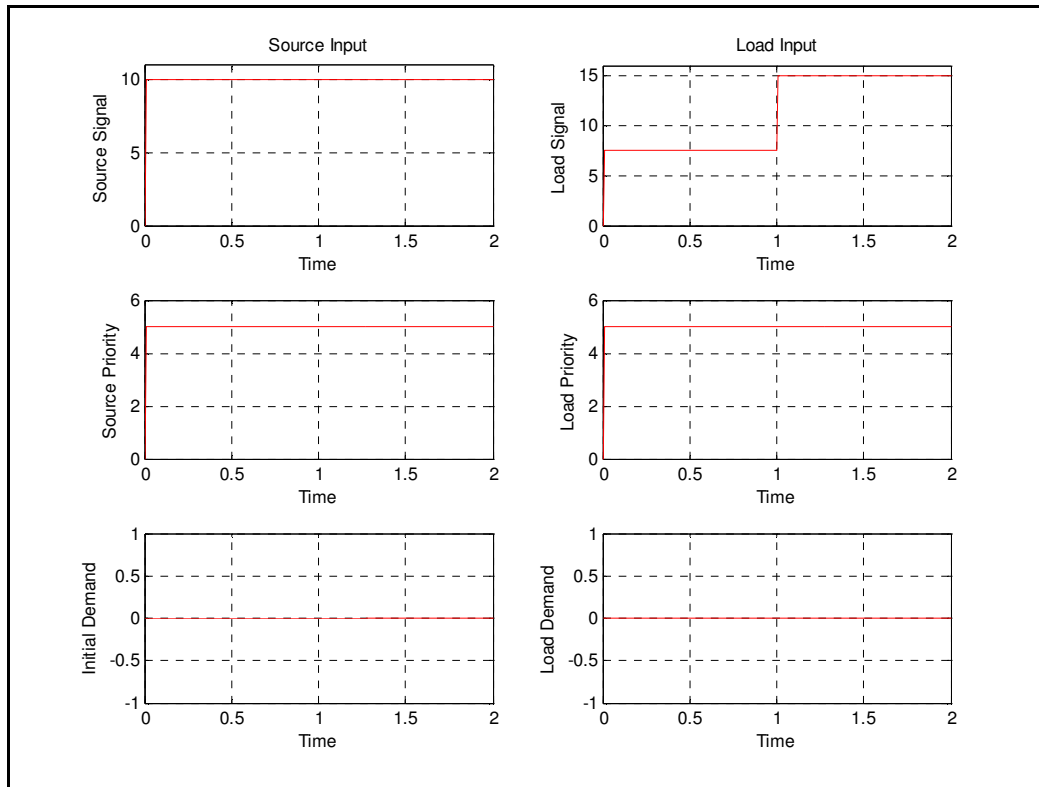 Source Input
Source Signal
10
5
0
0 0.5 1 1.5 2
Time
Load Input
Load Signal
15
10
5
0
0 0.5 1 1.5 2
Time
Source Priority
6
4
2
0
0 0.5 1 1.5 2
Time
Load Priority
6
4
2
0
0 0.5 1 1.5 2
Time
Initial Demand
1
0.5
0
-0.5
-1
0 0.5 1 1.5 2
Time
Load Demand
1
0.5
0
-0.5
-1
0 0.5 1 1.5 2
Time